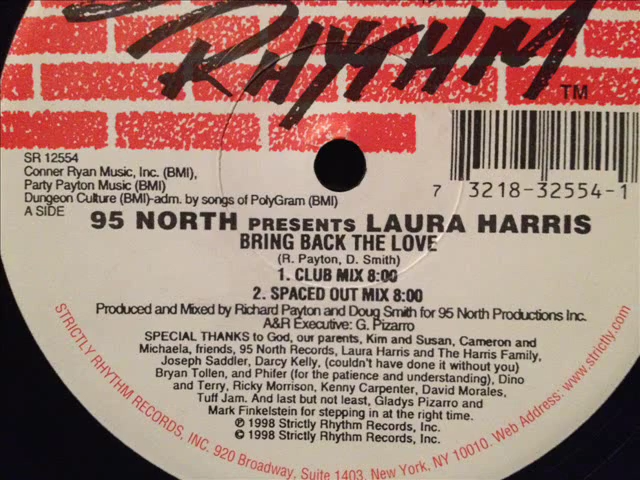 RHYTHM TM
SR 12554
Conner Ryan Music, Inc. (BMI),
Party Payton Music (BMI)
Dungeon Culture (BMI)-adm. by songs of PolyGram (BMI)
A SIDE
7 3218-32554-1
95 NORTH PRESENTS LAURA HARRIS
BRING BACK THE LOVE
(R. Payton, D. Smith)
1. CLUB MIX 8:00
2. SPACED OUT MIX 8:00
Produced and Mixed by Richard Payton and Doug Smith for 95 North Productions Inc.
A&R Executive: G. Pizarro
SPECIAL THANKS to God, our parents, Kim and Susan, Cameron and
Michaela, friends, 95 North Records, Laura Harris and The Harris Family,
Joseph Saddler, Darcy Kelly, (couldn't have done it without you)
Bryan Tollen, and Phifer (for the patience and understanding), Dino
and Terry, Ricky Morrison, Kenny Carpenter, David Morales,
Tuff Jam. And last but not least, Gladys Pizarro and
Mark Finkelstein for stepping in at the right time.
℗ 1998 Strictly Rhythm Records, Inc.
© 1998 Strictly Rhythm Records, Inc.
STRICTLY RHYTHM RECORDS, INC. 920 Broadway, Suite 1403, New York, NY 10010. Web Address: www.strictly.com